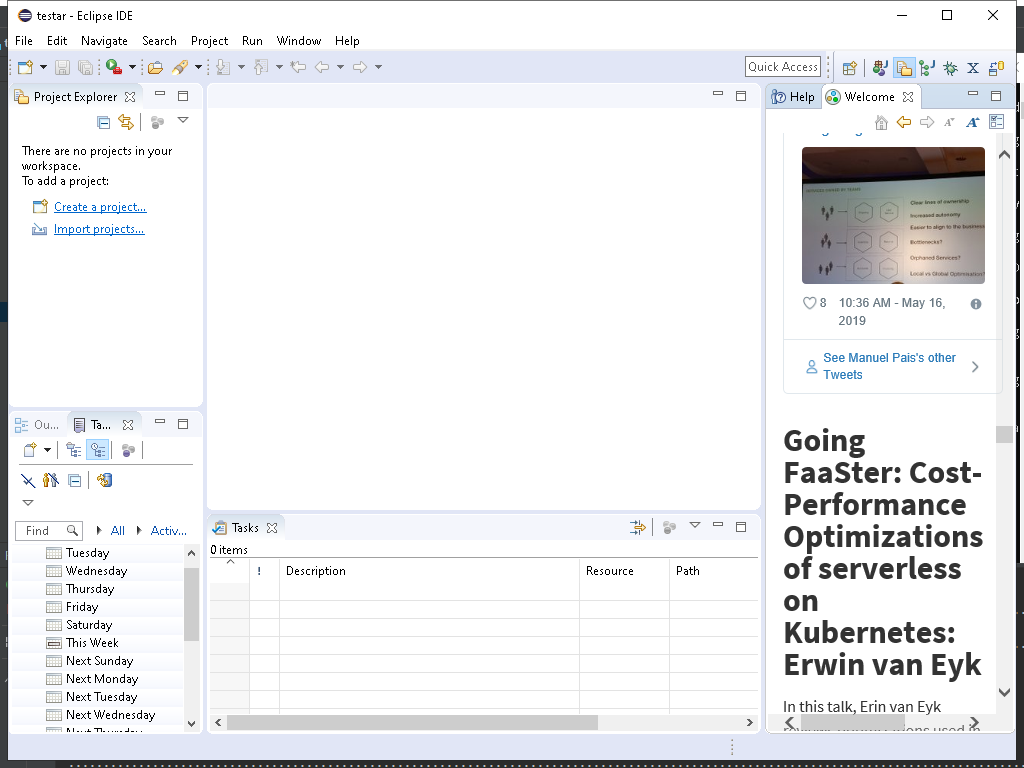 testar - Eclipse IDE
File Edit Navigate Search Project Run Window Help
Quick Access
Project Explorer
There are no projects in your
workspace.
To add a project:
Create a project...
Import projects...
Ou...
Ta...
Find
All
Activ...
Tuesday
Wednesday
Thursday
Friday
Saturday
This Week
Next Sunday
Next Monday
Next Tuesday
Next Wednesday
Next Thursday
Tasks
0 items
! Description Resource Path
Help
Welcome
Clear lines of ownership
Increased autonomy
Easier to align to the business
Bottlenecks?
Orphaned Services?
Local vs Global Optimisation?
8 10:36 AM - May 16,
2019
See Manuel Pais's other
Tweets
Going
FaaSter: Cost-
Performance
Optimizations
of serverless
on
Kubernetes:
Erwin van Eyk
In this talk, Erin van Eyk